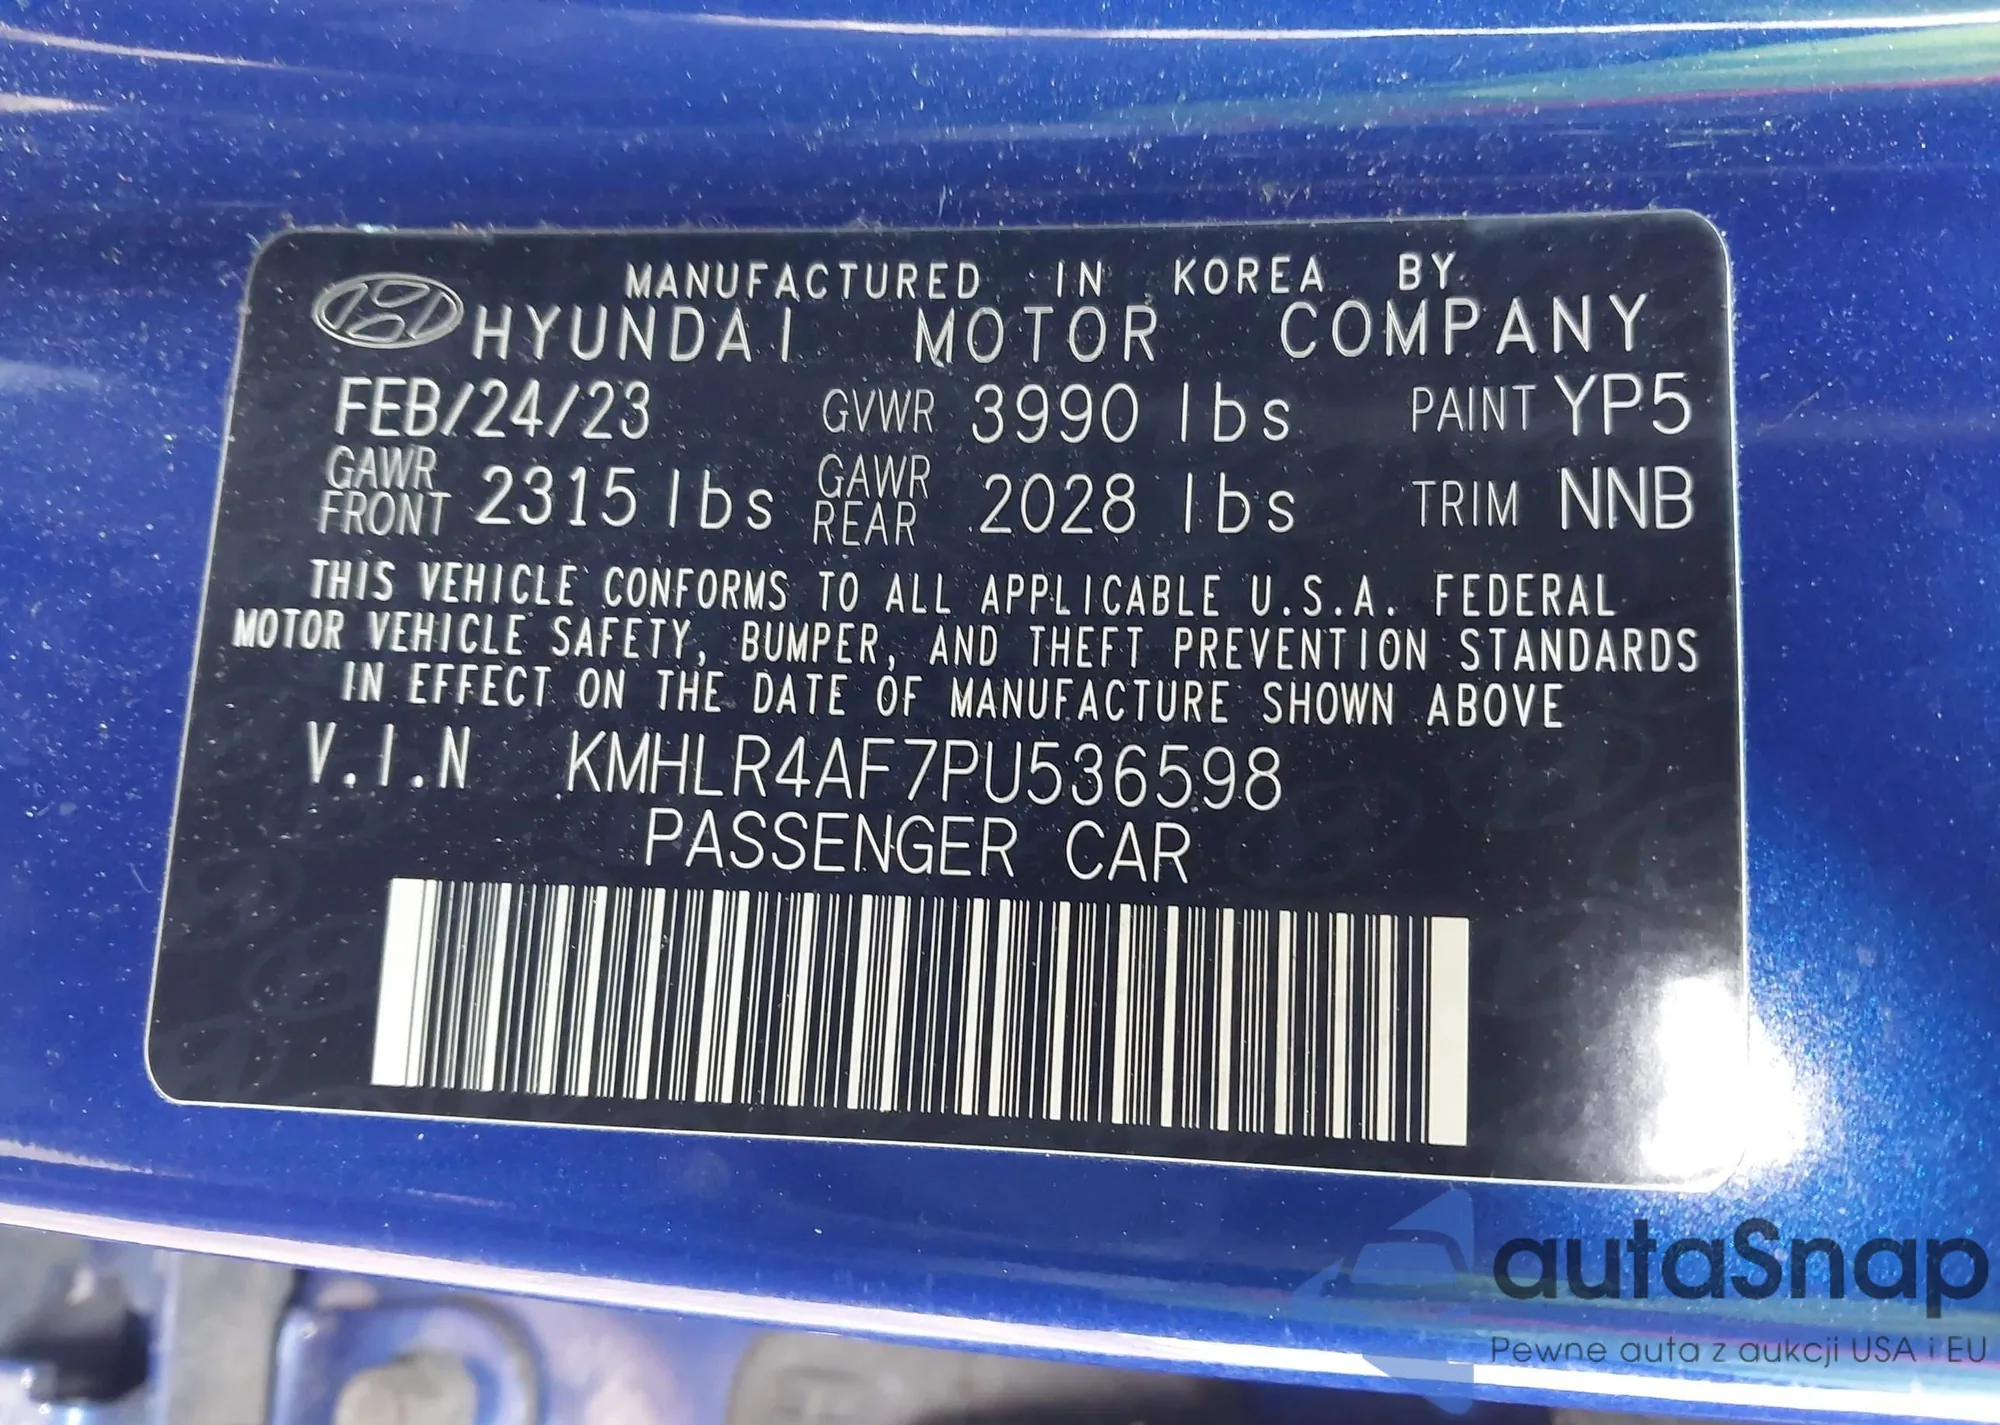 MANUFACTURED IN KOREA BY
HYUNDAI MOTOR COMPANY
FEB/24/23 GVWR 3990 lbs PAINT YP5
GAWR FRONT 2315 lbs GAWR REAR 2028 lbs TRIM NNB
THIS VEHICLE CONFORMS TO ALL APPLICABLE U.S.A. FEDERAL
MOTOR VEHICLE SAFETY, BUMPER, AND THEFT PREVENTION STANDARDS
IN EFFECT ON THE DATE OF MANUFACTURE SHOWN ABOVE
V.I.N KMHLR4AF7PU536598
PASSENGER CAR
autaSnap
Pewne auta z aukcji USA i EU